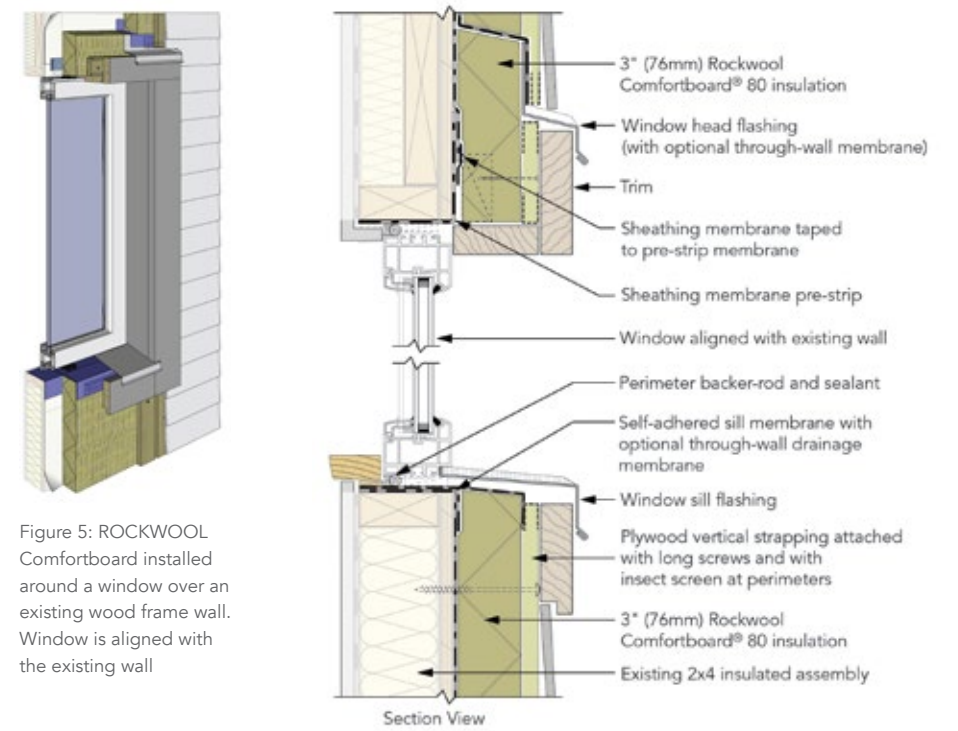 3" (76mm) Rockwool
Comfortboard® 80 insulation
Window head flashing
(with optional through-wall membrane)
Trim
Sheathing membrane taped
to pre-strip membrane
Sheathing membrane pre-strip
Window aligned with existing wall
Perimeter backer-rod and sealant
Self-adhered sill membrane with
optional through-wall drainage
membrane
Window sill flashing
Plywood vertical strapping attached
with long screws and with
insect screen at perimeters
3" (76mm) Rockwool
Comfortboard® 80 insulation
Existing 2x4 insulated assembly
Section View
Figure 5: ROCKWOOL
Comfortboard installed
around a window over an
existing wood frame wall.
Window is aligned with
the existing wall